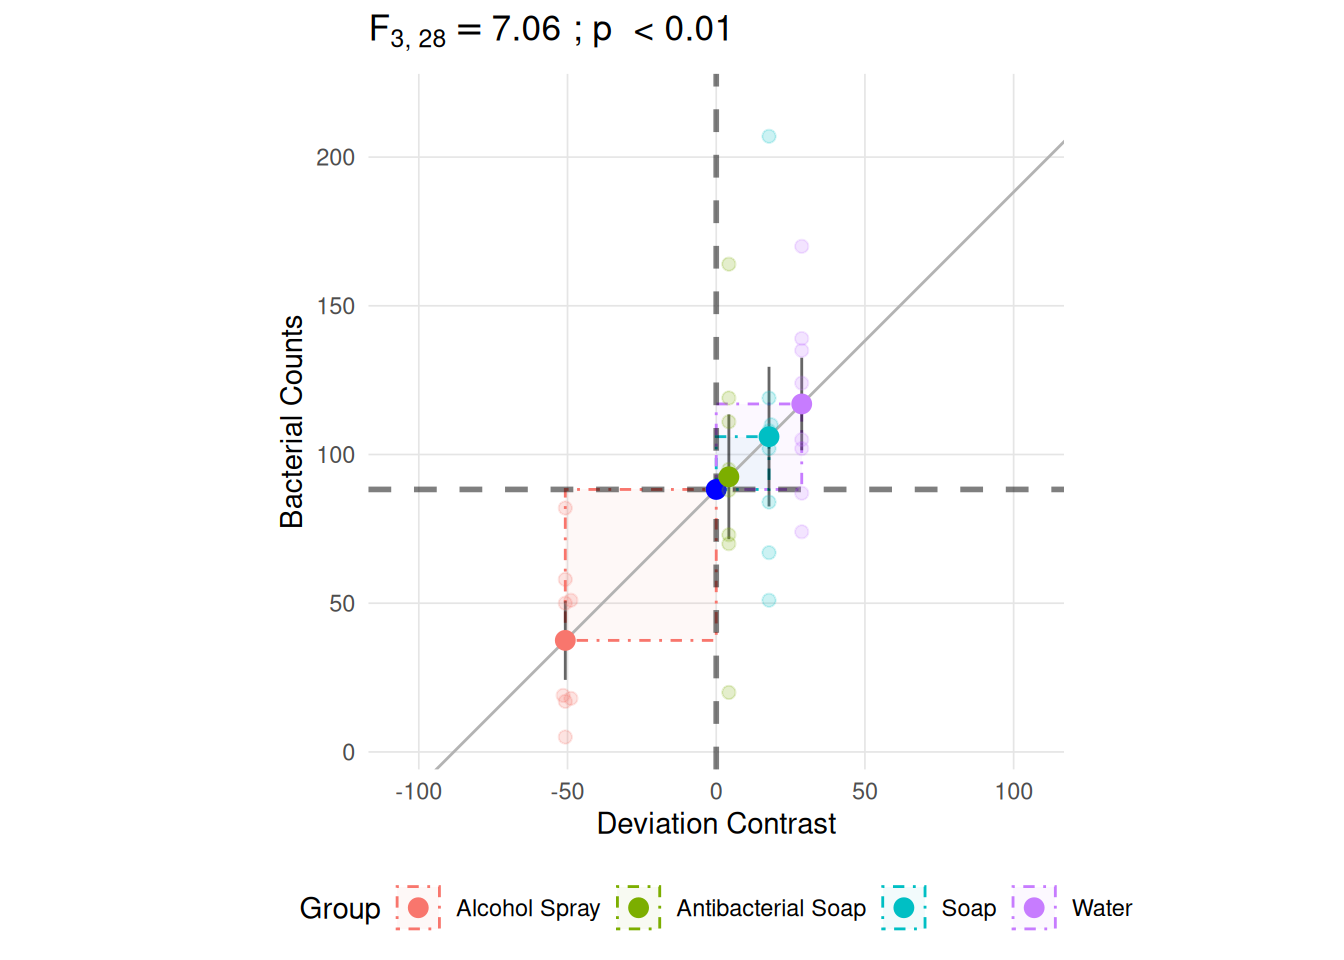 F3, 28 = 7.06 ; p < 0.01
Bacterial Counts
200
150
100
50
0
-100 -50 0 50 100
Deviation Contrast
Group Alcohol Spray Antibacterial Soap Soap Water